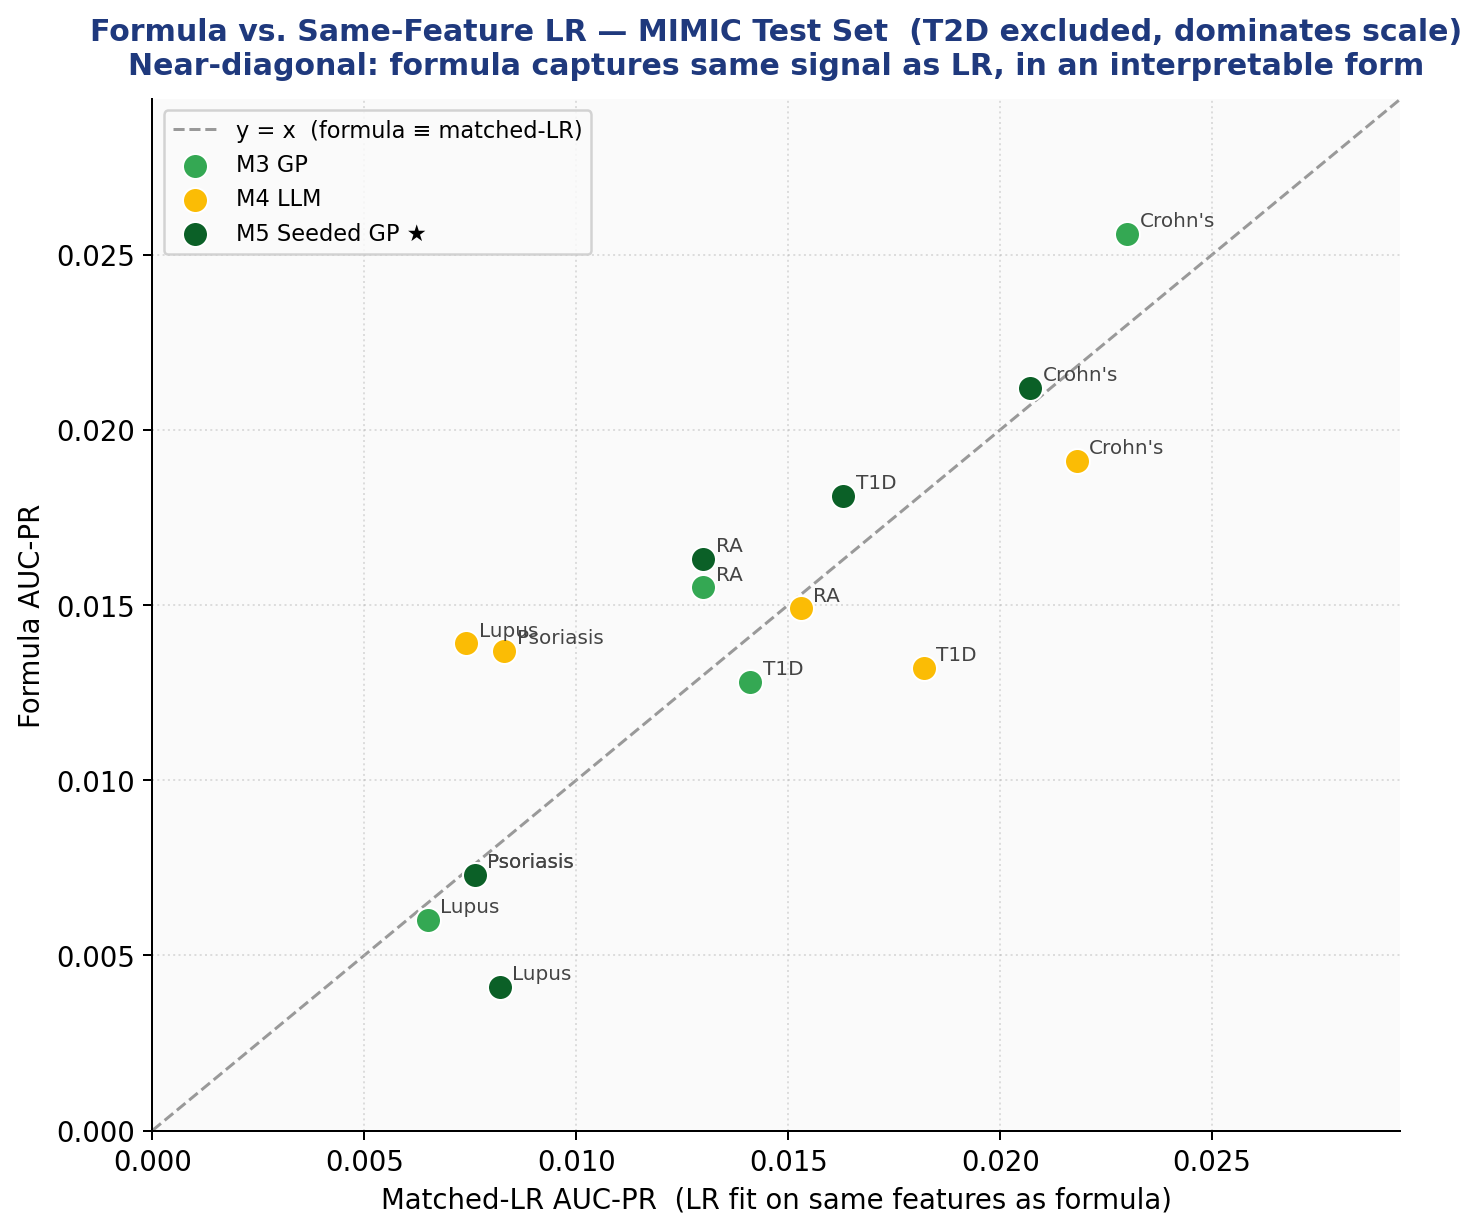 Formula vs. Same-Feature LR — MIMIC Test Set  (T2D excluded, dominates scale)
Near-diagonal: formula captures same signal as LR, in an interpretable form
y = x  (formula ≡ matched-LR)
M3 GP
M4 LLM
M5 Seeded GP ★
Crohn's
Crohn's
Crohn's
T1D
RA
RA
RA
Lupus
Psoriasis
T1D
T1D
Psoriasis
Lupus
Lupus
0.025
0.020
0.015
0.010
0.005
0.000
Formula AUC-PR
0.000
0.005
0.010
0.015
0.020
0.025
Matched-LR AUC-PR  (LR fit on same features as formula)